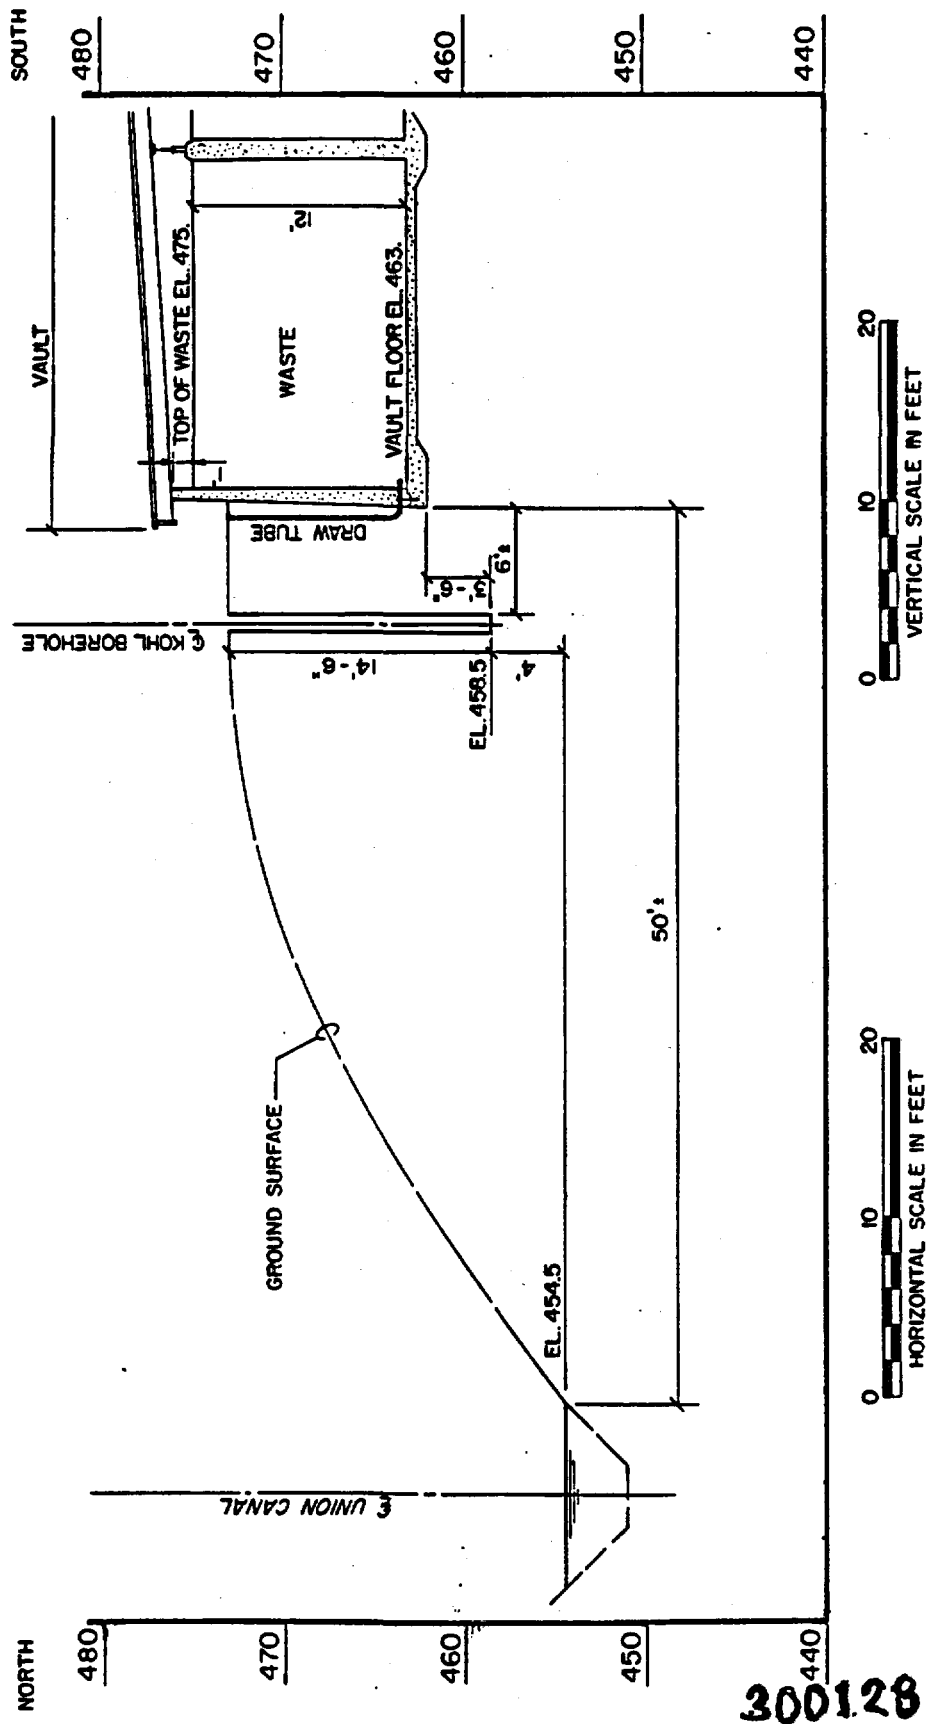 NORTH
SOUTH
480
470
460
450
440
480
470
460
450
440
VAULT
TOP OF WASTE EL. 475.
1'
WASTE
12'
VAULT FLOOR EL. 463.
DRAW TUBE
℄ KOHL BOREHOLE
14'-6"
3'-6"
6'±
EL. 458.5
4'
GROUND SURFACE
50'±
EL. 454.5
℄ UNION CANAL
0 10 20
HORIZONTAL SCALE IN FEET
0 10 20
VERTICAL SCALE IN FEET
300128